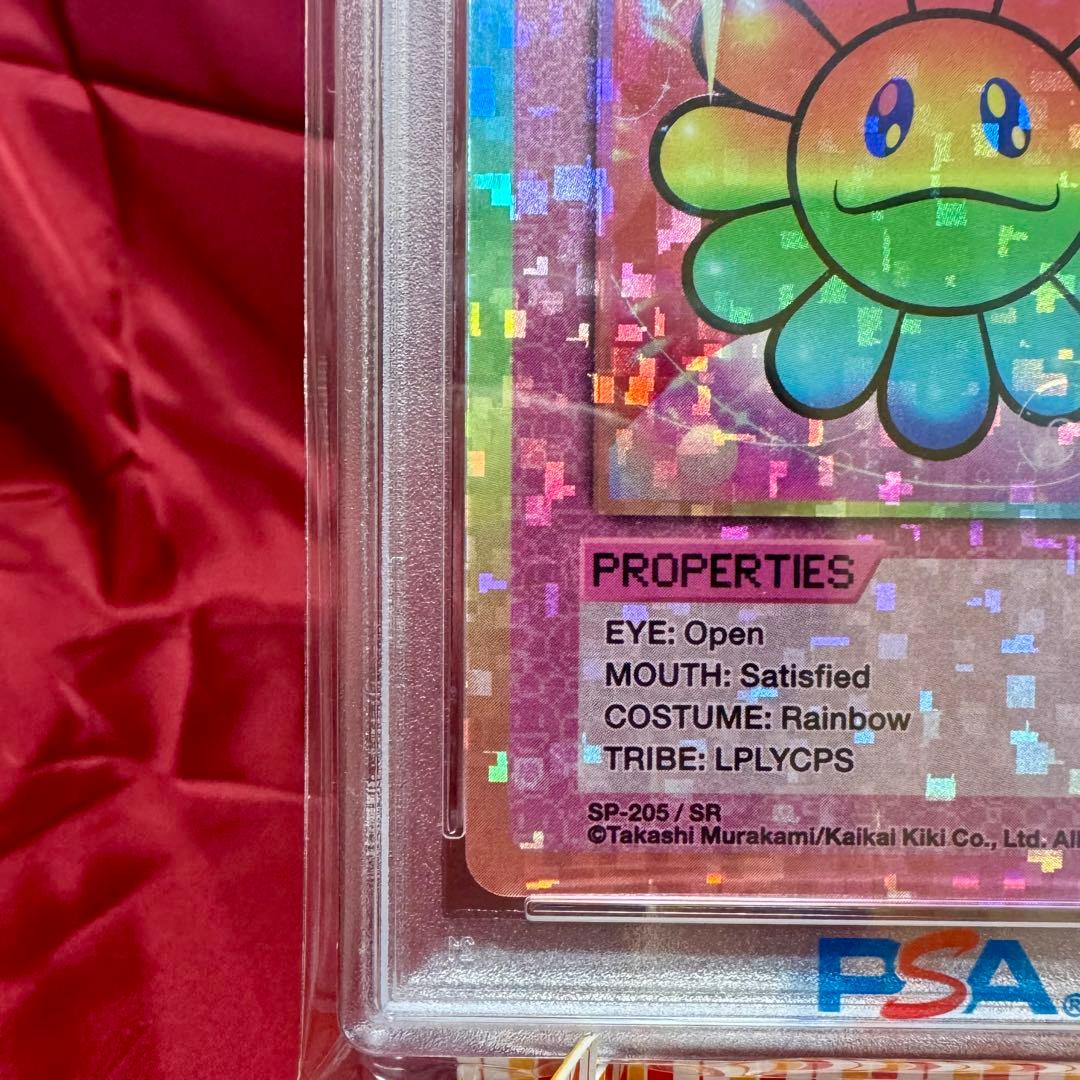 PROPERTIES
EYE: Open
MOUTH: Satisfied
COSTUME: Rainbow
TRIBE: LPLYCPS
SP-205 / SR
©Takashi Murakami/Kaikai Kiki Co., Ltd. All
PSA®